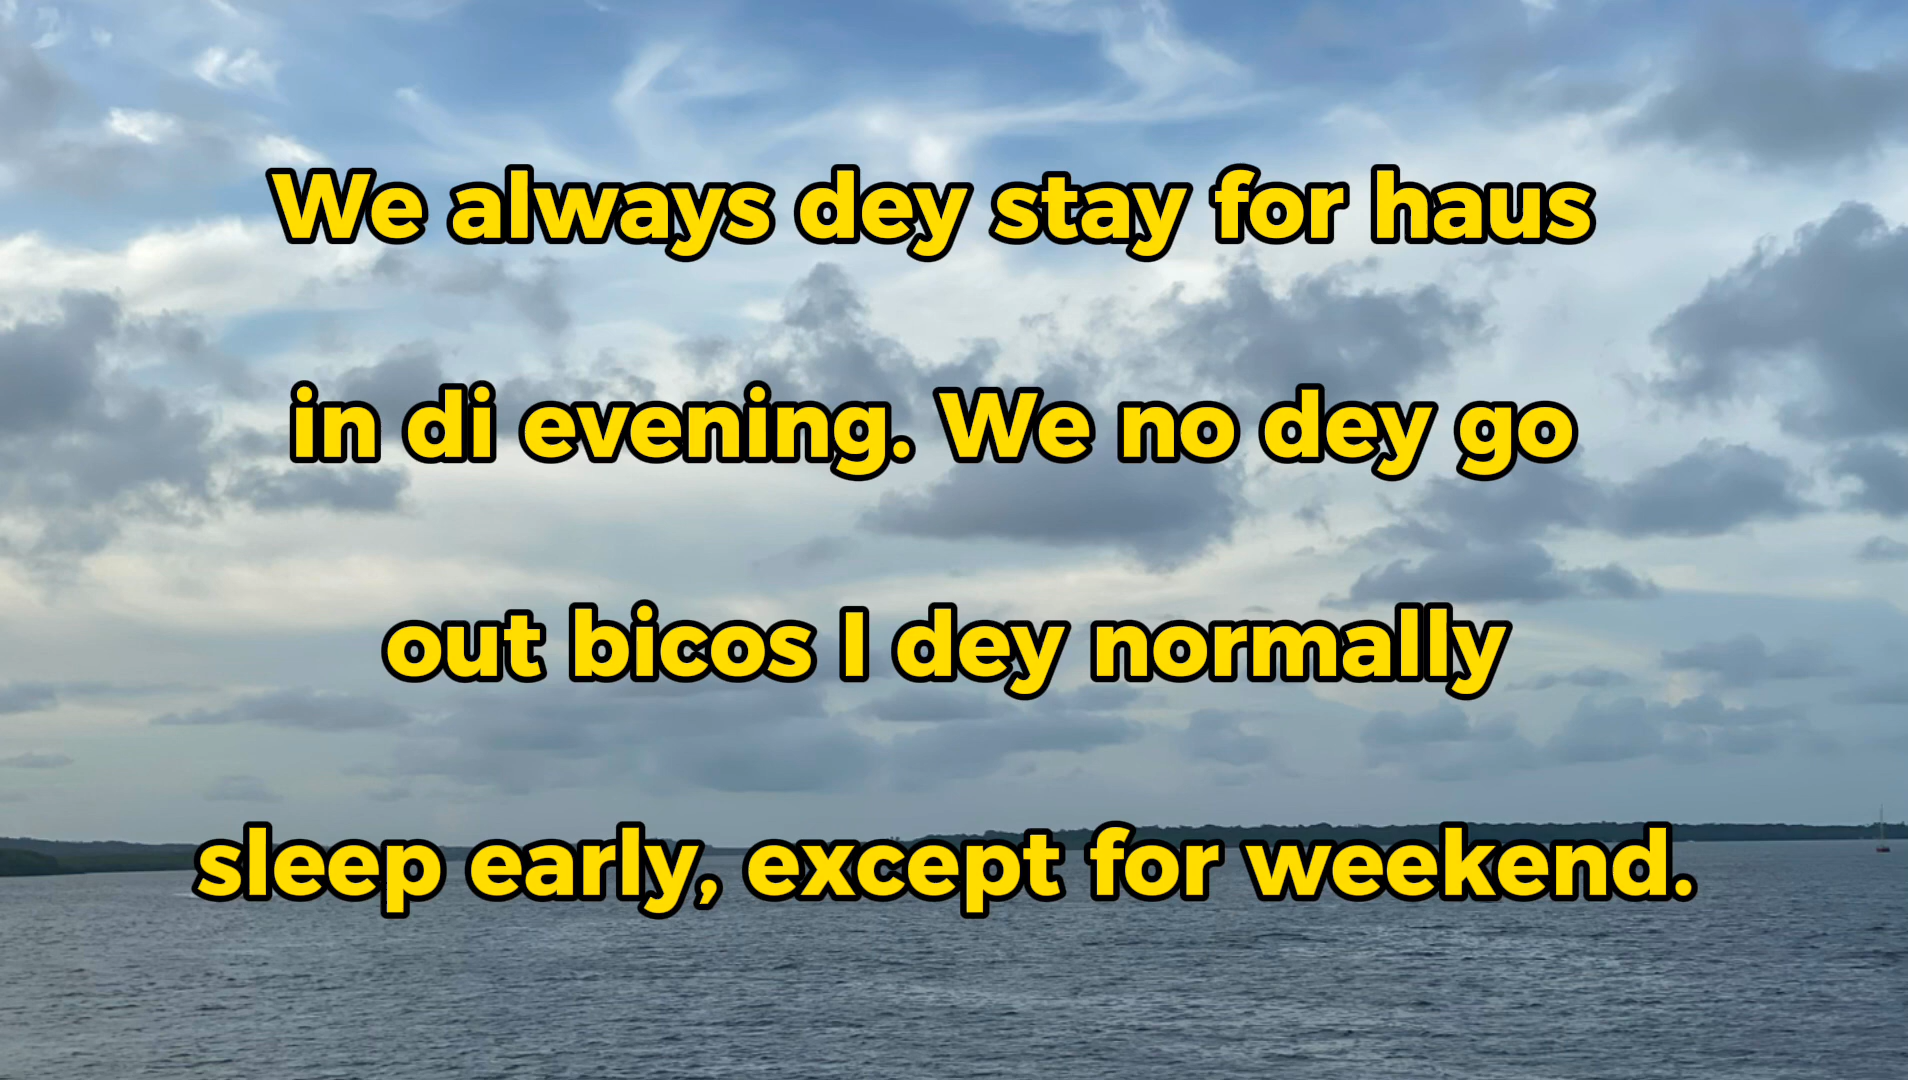 We always dey stay for haus
in di evening. We no dey go
out bicos I dey normally
sleep early, except for weekend.